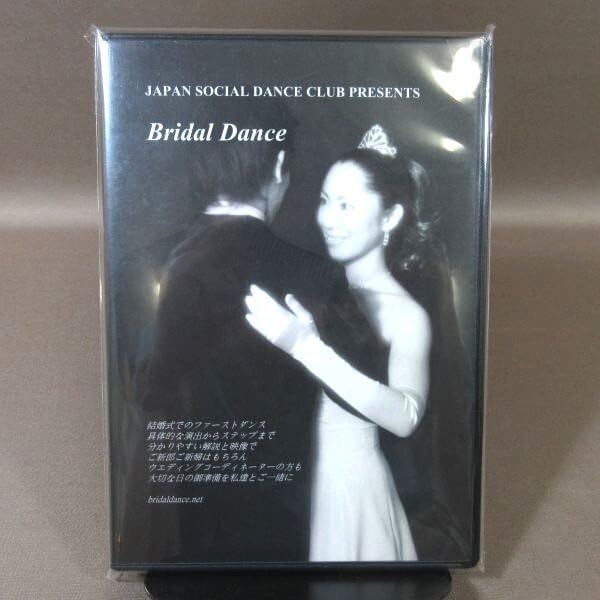 JAPAN SOCIAL DANCE CLUB PRESENTS
Bridal Dance
結婚式でのファーストダンス
具体的な演出からステップまで
分かりやすい解説と映像で
ご新郎ご新婦はもちろん
ウエディングコーディネーターの方も
大切な日の御準備を私達とご一緒に
bridaldance.net